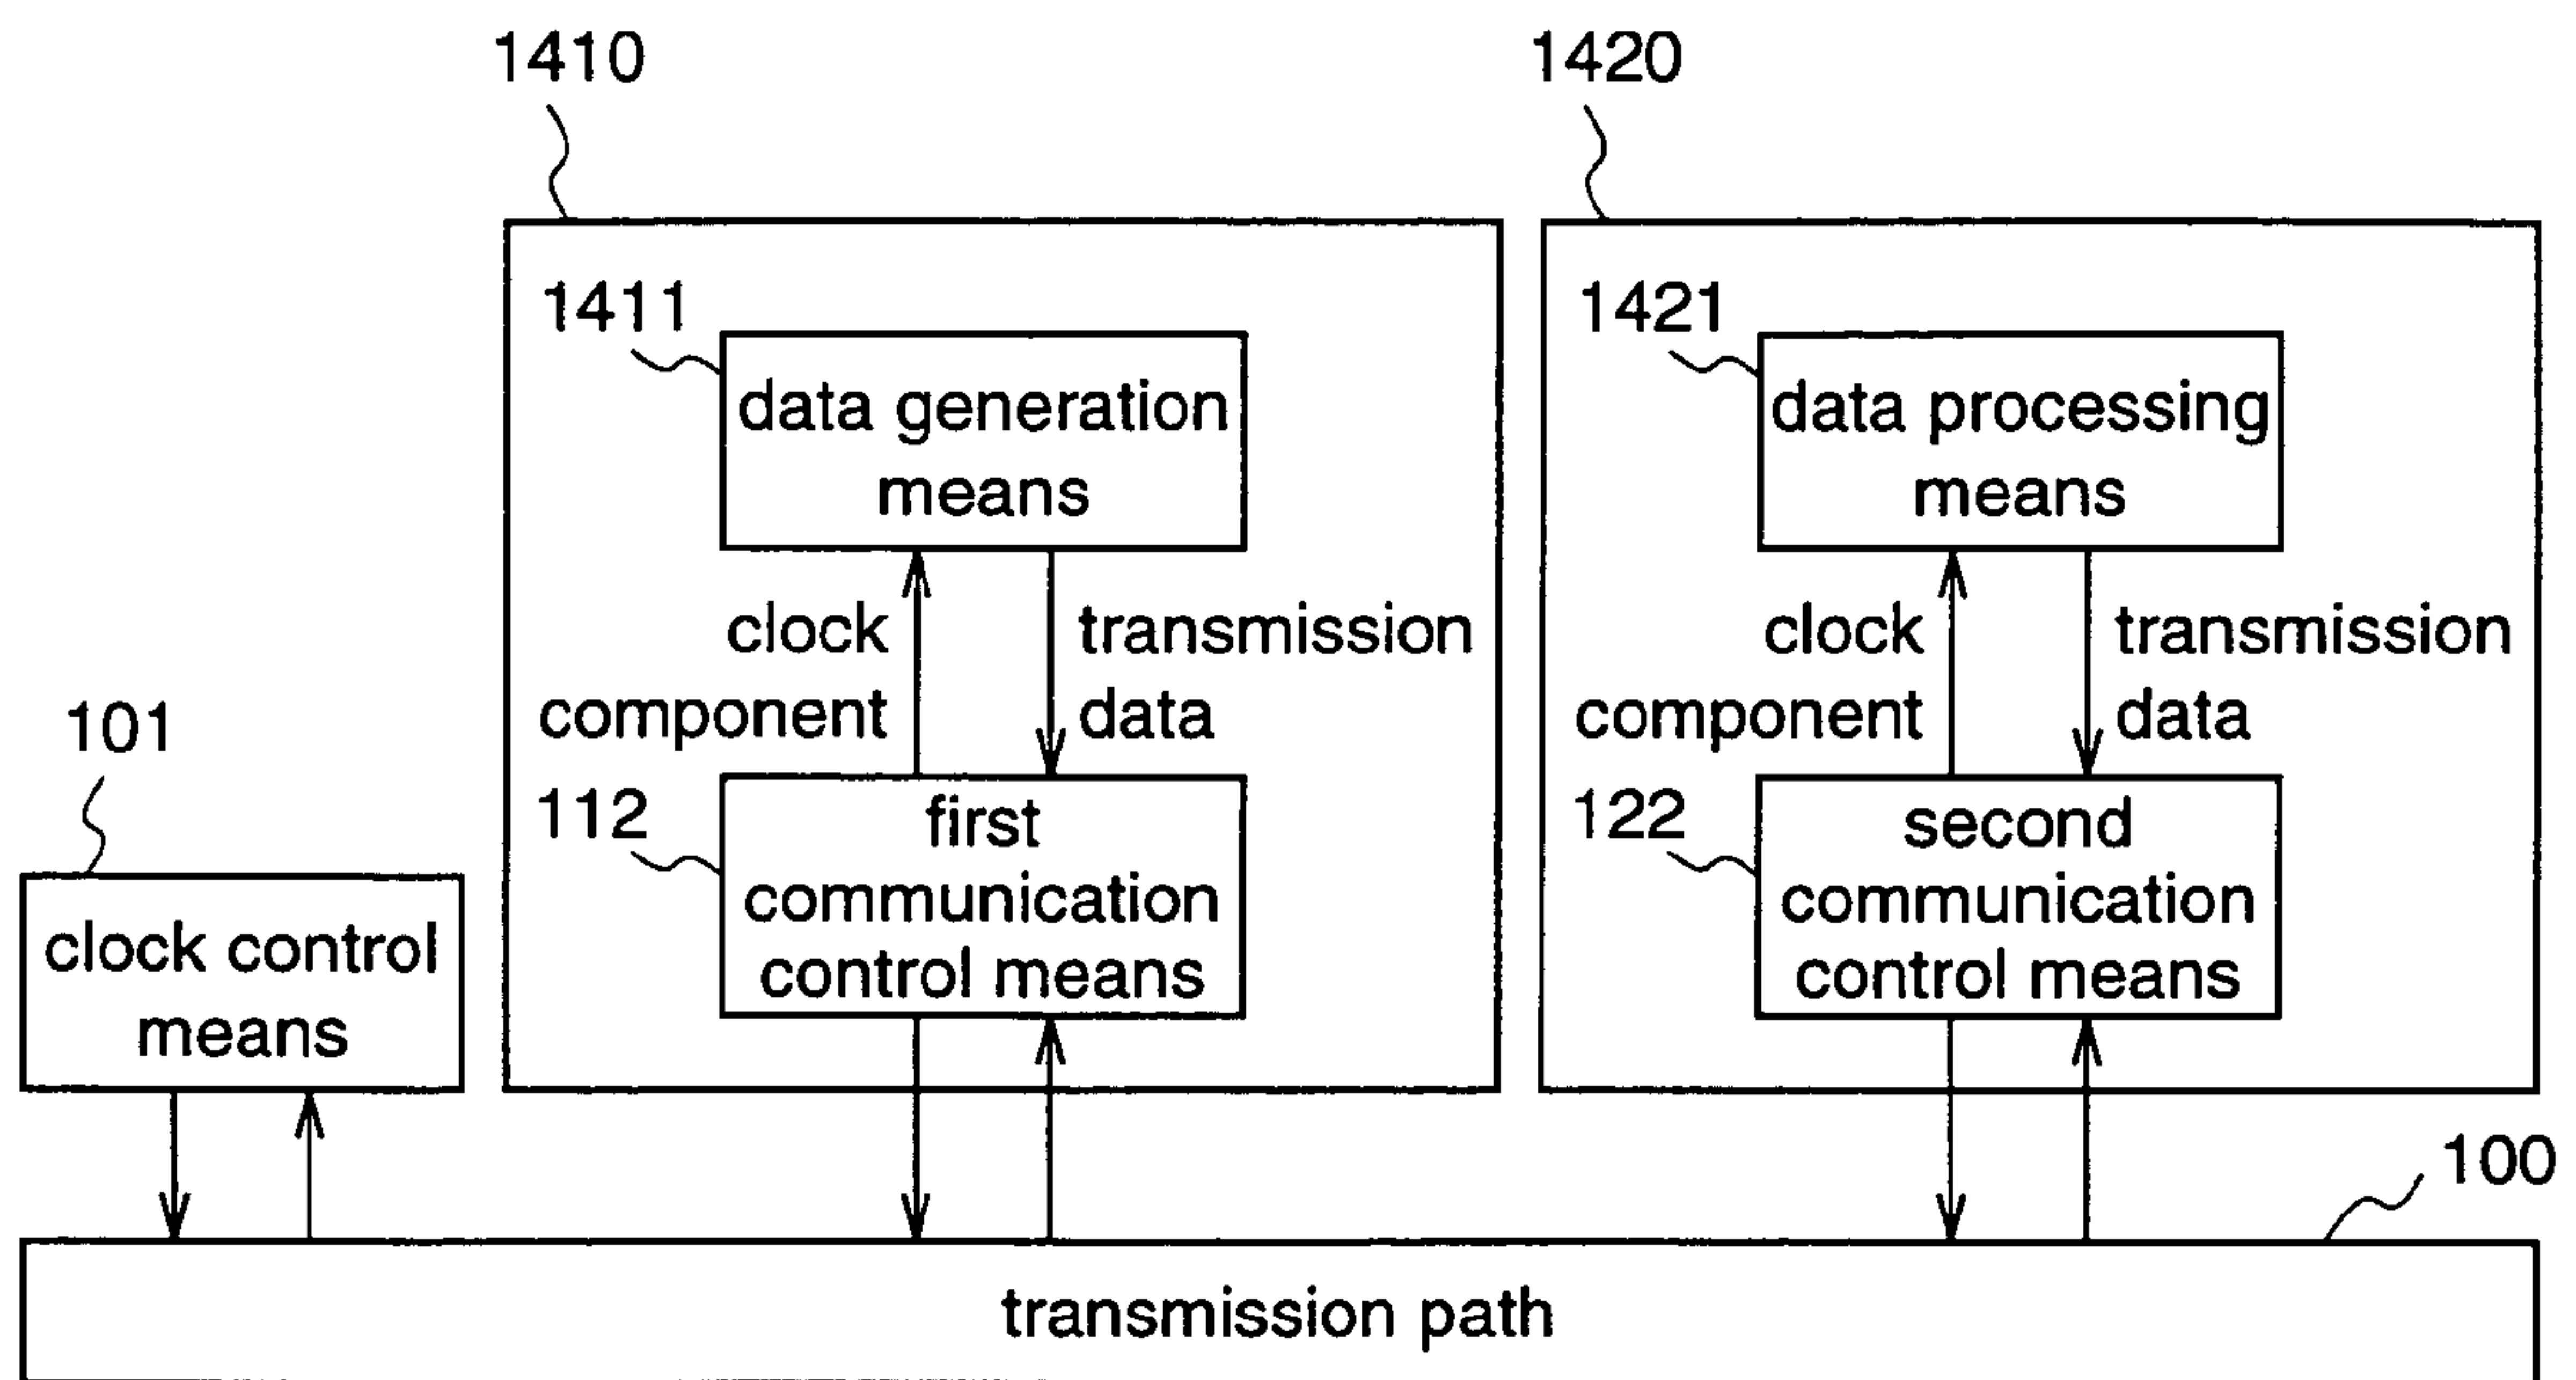 1410
1420
1411
data generation
means
1421
data processing
means
clock
component
transmission
data
clock
component
transmission
data
101
clock control
means
112
first
communication
control means
122
second
communication
control means
100
transmission path